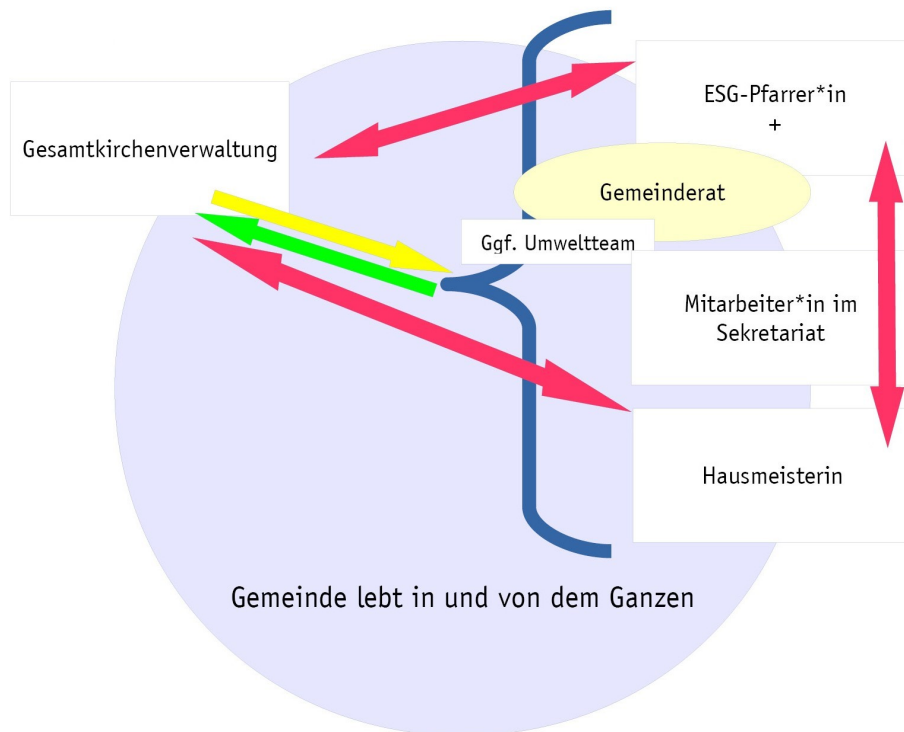 Gesamtkirchenverwaltung
ESG-Pfarrer*in
+
Gemeinderat
Ggf. Umweltteam
Mitarbeiter*in im
Sekretariat
Hausmeisterin
Gemeinde lebt in und von dem Ganzen